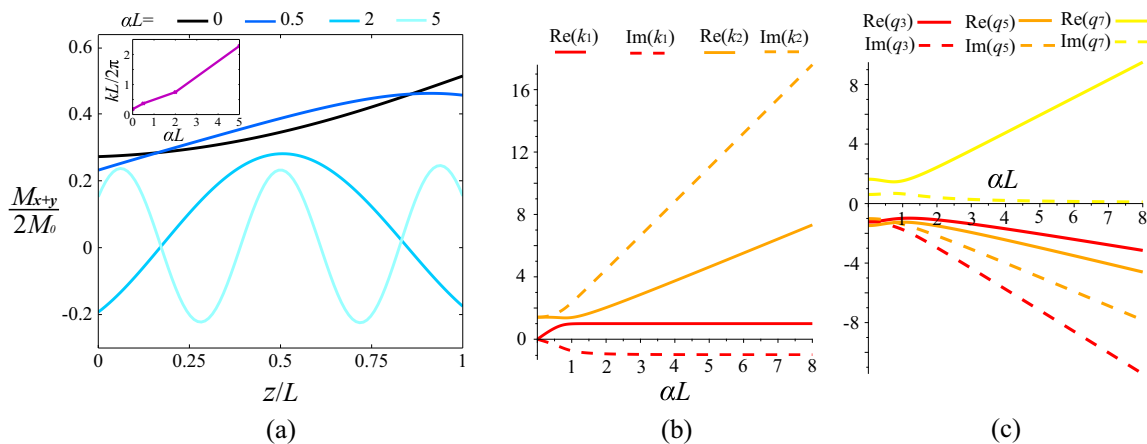 αL= 0 0.5 2 5
0.6
0.4
0.2
0
-0.2
Mx+y
2M0
0 0.25 0.5 0.75 1
z/L
kL/2π
2
1
0
0 1 2 3 4 5
αL
(a)
Re(k1) Im(k1) Re(k2) Im(k2)
16
12
8
4
0
1 2 3 4 5 6 7 8
αL
(b)
Re(q3) Re(q5) Re(q7)
Im(q3) Im(q5) Im(q7)
8
4
0
-4
-8
αL
1 2 3 4 5 6 7 8
(c)